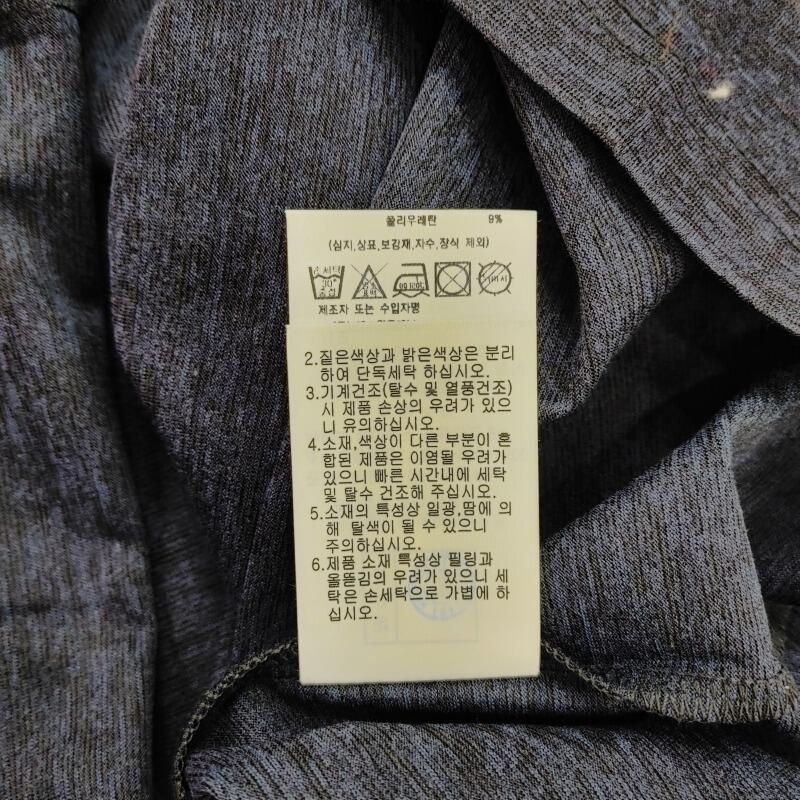 폴리우레탄 9%
(심지,상표,보강재,자수,장식 제외)
손세탁
30°
중성
제조자 또는 수입자명
2.짙은색상과 밝은색상은 분리
하여 단독세탁 하십시오.
3.기계건조(탈수 및 열풍건조)
시 제품 손상의 우려가 있으
니 유의하십시오.
4.소재,색상이 다른 부분이 혼
합된 제품은 이염될 우려가
있으니 빠른 시간내에 세탁
및 탈수 건조해 주십시오.
5.소재의 특성상 일광,땀에 의
해 탈색이 될 수 있으니
주의하십시오.
6.제품 소재 특성상 필링과
올뜯김의 우려가 있으니 세
탁은 손세탁으로 가볍에 하
십시오.